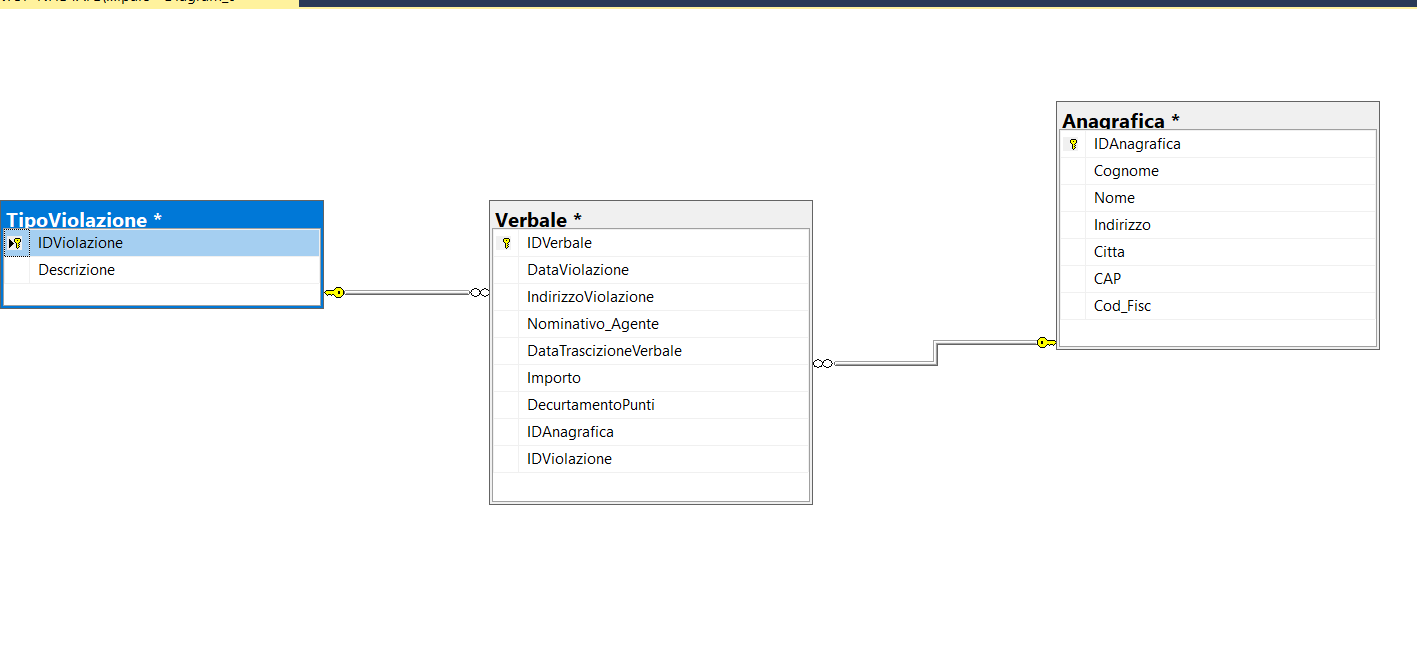 TipoViolazione *
IDViolazione
Descrizione
Verbale *
IDVerbale
DataViolazione
IndirizzoViolazione
Nominativo_Agente
DataTrascizioneVerbale
Importo
DecurtamentoPunti
IDAnagrafica
IDViolazione
Anagrafica *
IDAnagrafica
Cognome
Nome
Indirizzo
Citta
CAP
Cod_Fisc